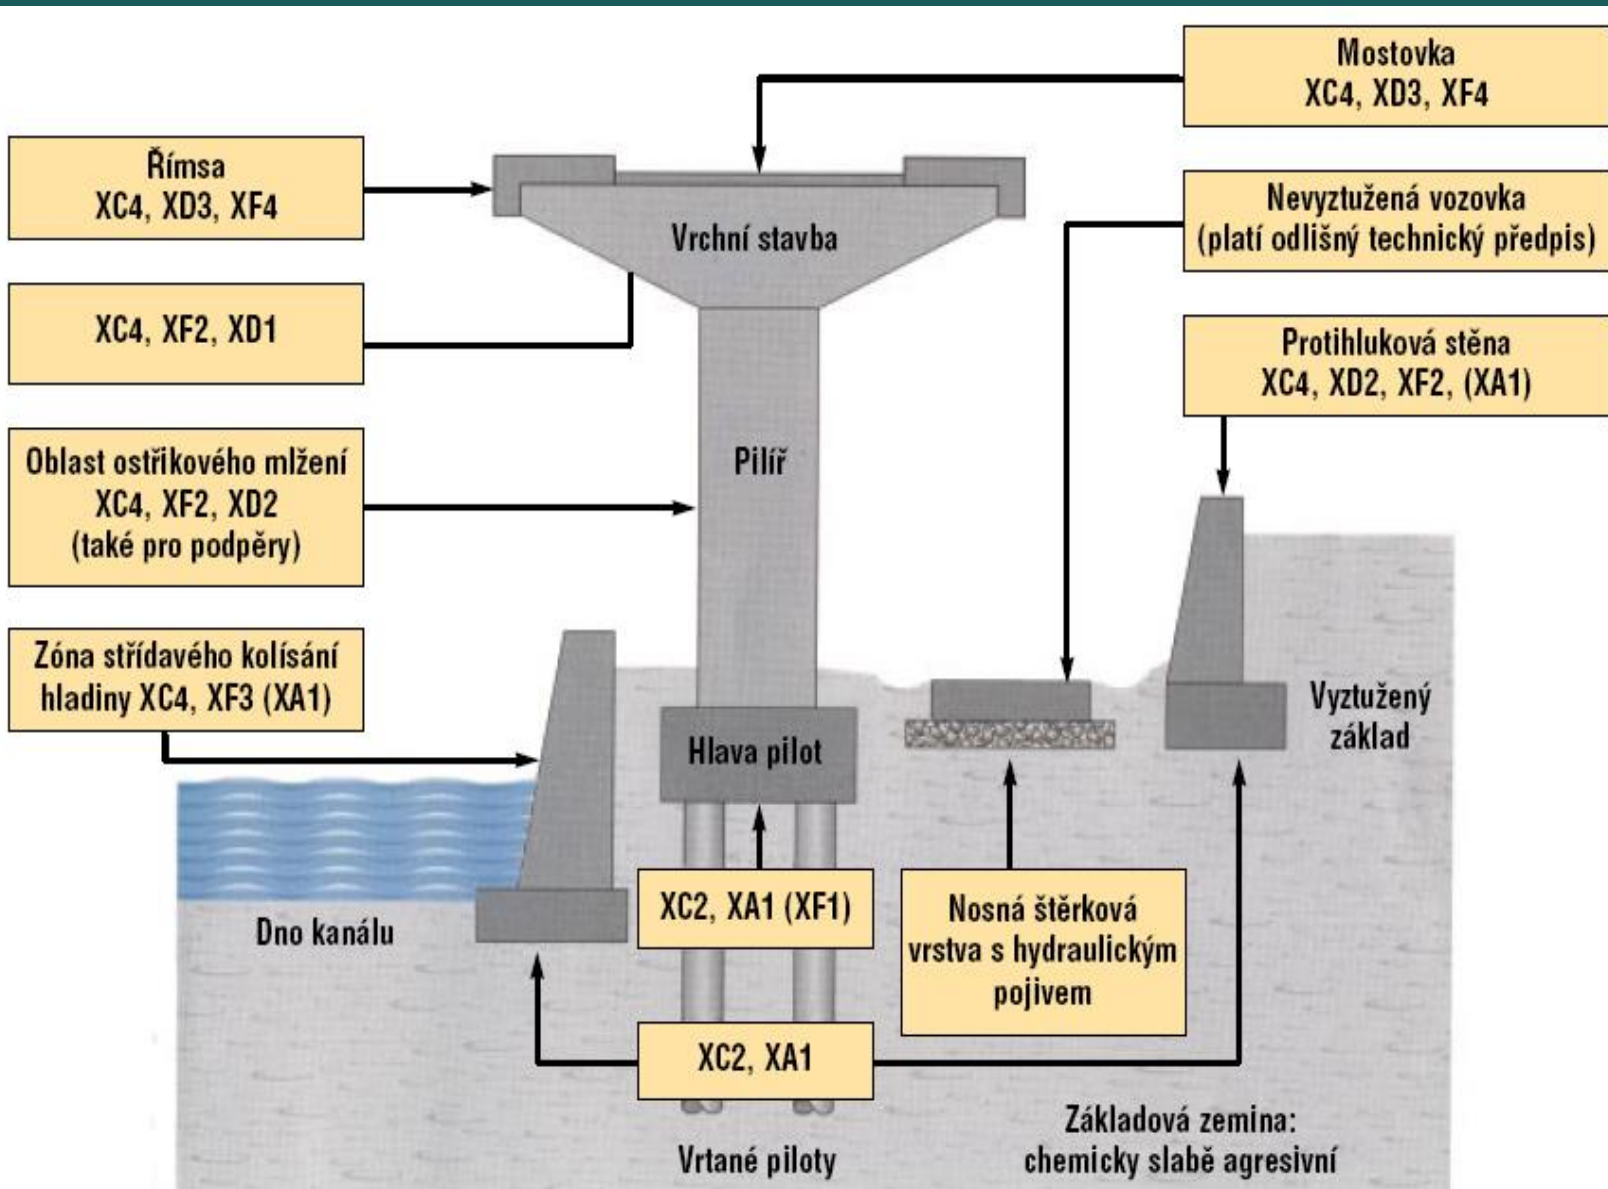 Mostovka
XC4, XD3, XF4
Římsa
XC4, XD3, XF4
Nevyztužená vozovka
(platí odlišný technický předpis)
Vrchní stavba
XC4, XF2, XD1
Protihluková stěna
XC4, XD2, XF2, (XA1)
Oblast ostřikového mlžení
XC4, XF2, XD2
(také pro podpěry)
Pilíř
Zóna střídavého kolísání
hladiny XC4, XF3 (XA1)
Vyztužený
základ
Hlava pilot
XC2, XA1 (XF1)
Nosná štěrková
vrstva s hydraulickým
pojivem
Dno kanálu
XC2, XA1
Základová zemina:
chemicky slabě agresivní
Vrtané piloty